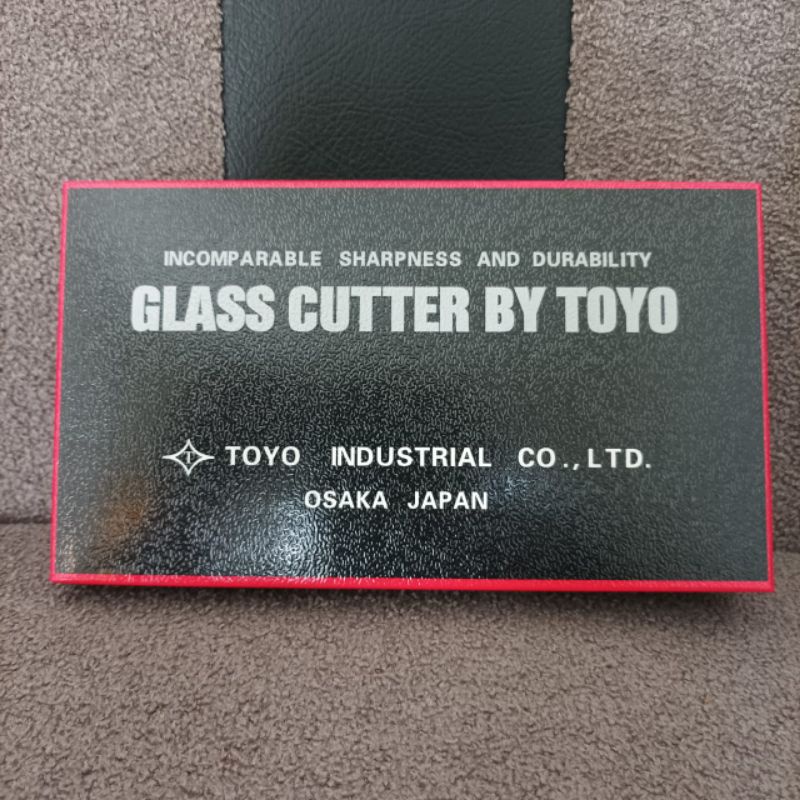 INCOMPARABLE SHARPNESS AND DURABILITY
GLASS CUTTER BY TOYO
T TOYO INDUSTRIAL CO., LTD.
OSAKA JAPAN